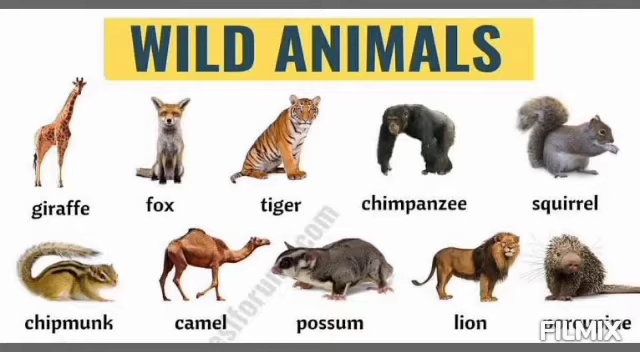 WILD ANIMALS
giraffe fox tiger chimpanzee squirrel
chipmunk camel possum lion
FILMIX